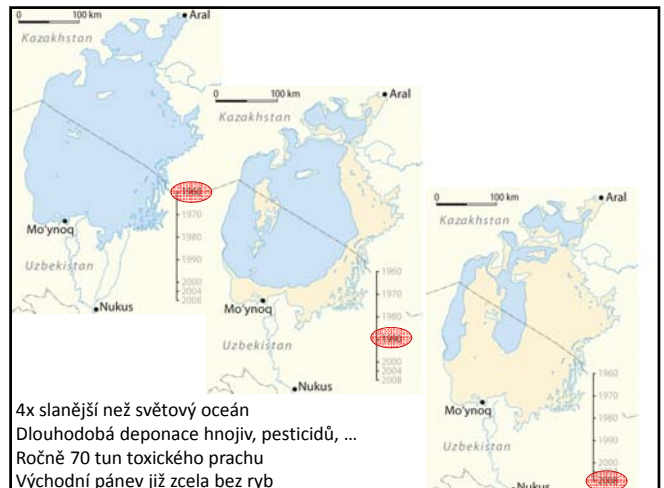 0 100 km
Aral
Kazakhstan
1960
1970
1980
1990
2000
2004
2008
Mo'ynoq
Uzbekistan
Nukus
0 100 km
Aral
Kazakhstan
1960
1970
1980
1990
2000
2004
2008
Mo'ynoq
Uzbekistan
Nukus
0 100 km
Aral
Kazakhstan
1960
1970
1980
1990
2000
2008
Mo'ynoq
Uzbekistan
Nukus
4x slanější než světový oceán
Dlouhodobá deponace hnojiv, pesticidů, ...
Ročně 70 tun toxického prachu
Východní pánev již zcela bez ryb